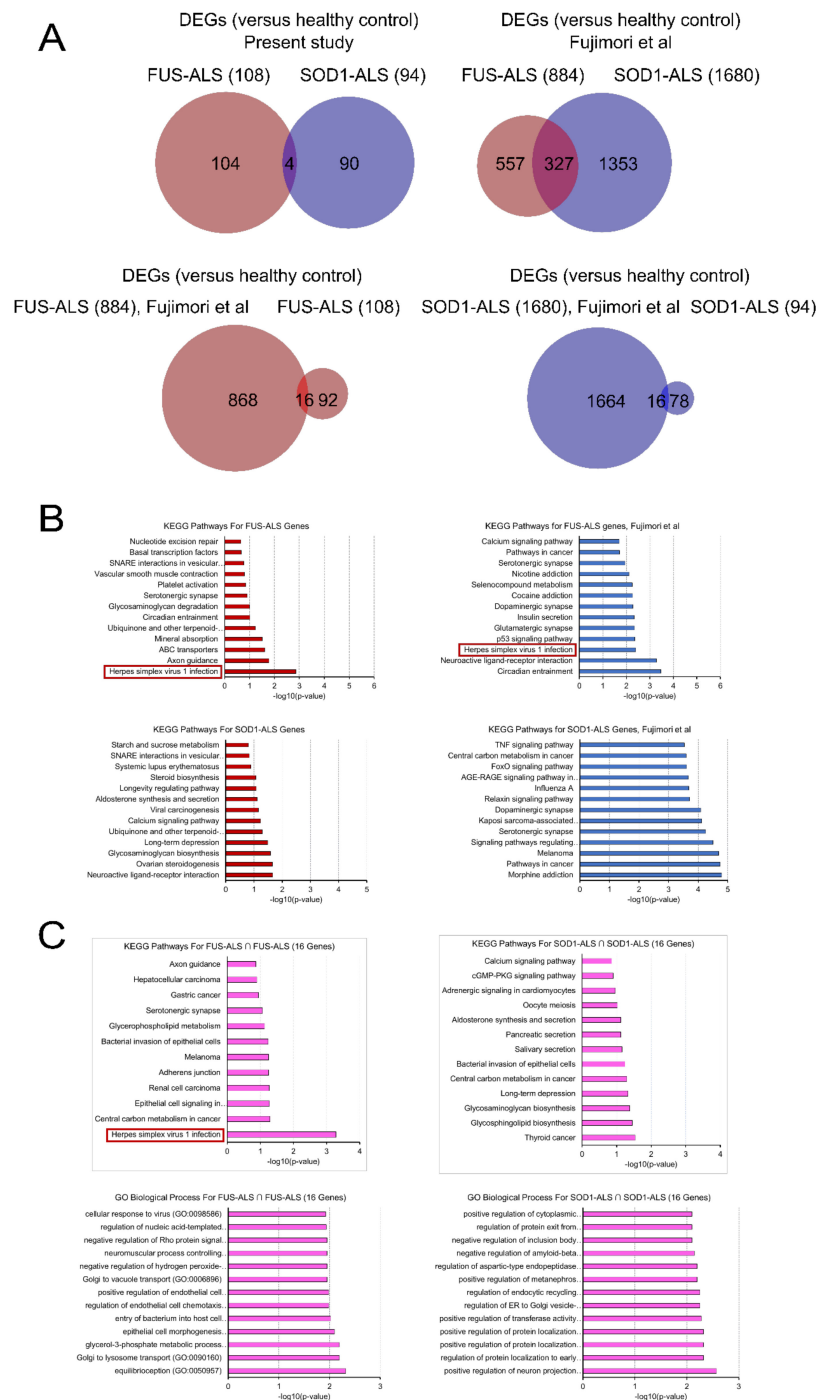 A
DEGs (versus healthy control)
Present study
FUS-ALS (108) SOD1-ALS (94)
104 4 90
DEGs (versus healthy control)
Fujimori et al
FUS-ALS (884) SOD1-ALS (1680)
557 327 1353
DEGs (versus healthy control)
FUS-ALS (884), Fujimori et al FUS-ALS (108)
868 16 92
DEGs (versus healthy control)
SOD1-ALS (1680), Fujimori et al SOD1-ALS (94)
1664 16 78
B
KEGG Pathways For FUS-ALS Genes
Nucleotide excision repair
Basal transcription factors
SNARE interactions in vesicular..
Vascular smooth muscle contraction
Platelet activation
Serotonergic synapse
Glycosaminoglycan degradation
Circadian entrainment
Ubiquinone and other terpenoid-..
Mineral absorption
ABC transporters
Axon guidance
Herpes simplex virus 1 infection
0 1 2 3 4 5 6
-log10(p-value)
KEGG Pathways for FUS-ALS genes, Fujimori et al
Calcium signaling pathway
Pathways in cancer
Serotonergic synapse
Nicotine addiction
Selenocompound metabolism
Cocaine addiction
Dopaminergic synapse
Insulin secretion
Glutamatergic synapse
p53 signaling pathway
Herpes simplex virus 1 infection
Neuroactive ligand-receptor interaction
Circadian entrainment
0 1 2 3 4 5 6
-log10(p-value)
KEGG Pathways For SOD1-ALS Genes
Starch and sucrose metabolism
SNARE interactions in vesicular..
Systemic lupus erythematosus
Steroid biosynthesis
Longevity regulating pathway
Aldosterone synthesis and secretion
Viral carcinogenesis
Calcium signaling pathway
Ubiquinone and other terpenoid-..
Long-term depression
Glycosaminoglycan biosynthesis
Ovarian steroidogenesis
Neuroactive ligand-receptor interaction
0 1 2 3 4 5
-log10(p-value)
KEGG Pathways for SOD1-ALS Genes, Fujimori et al
TNF signaling pathway
Central carbon metabolism in cancer
FoxO signaling pathway
AGE-RAGE signaling pathway in..
Influenza A
Relaxin signaling pathway
Dopaminergic synapse
Kaposi sarcoma-associated..
Serotonergic synapse
Signaling pathways regulating..
Melanoma
Pathways in cancer
Morphine addiction
0 1 2 3 4 5
-log10(p-value)
C
KEGG Pathways For FUS-ALS ∩ FUS-ALS (16 Genes)
Axon guidance
Hepatocellular carcinoma
Gastric cancer
Serotonergic synapse
Glycerophospholipid metabolism
Bacterial invasion of epithelial cells
Melanoma
Adherens junction
Renal cell carcinoma
Epithelial cell signaling in..
Central carbon metabolism in cancer
Herpes simplex virus 1 infection
0 1 2 3 4
-log10(p-value)
KEGG Pathways For SOD1-ALS ∩ SOD1-ALS (16 Genes)
Calcium signaling pathway
cGMP-PKG signaling pathway
Adrenergic signaling in cardiomyocytes
Oocyte meiosis
Aldosterone synthesis and secretion
Pancreatic secretion
Salivary secretion
Bacterial invasion of epithelial cells
Central carbon metabolism in cancer
Long-term depression
Glycosaminoglycan biosynthesis
Glycosphingolipid biosynthesis
Thyroid cancer
0 1 2 3 4
-log10(p-value)
GO Biological Process For FUS-ALS ∩ FUS-ALS (16 Genes)
cellular response to virus (GO:0098586)
regulation of nucleic acid-templated
negative regulation of Rho protein signal
neuromuscular process controlling
negative regulation of hydrogen peroxide-
Golgi to vacuole transport (GO:0006896)
positive regulation of endothelial cell
regulation of endothelial cell chemotaxis
entry of bacterium into host cell
epithelial cell morphogenesis
glycerol-3-phosphate metabolic process
Golgi to lysosome transport (GO:0090160)
equilibrioception (GO:0050957)
0 1 2 3
-log10(p-value)
GO Biological Process For SOD1-ALS ∩ SOD1-ALS (16 Genes)
positive regulation of cytoplasmic..
regulation of protein exit from..
negative regulation of inclusion body..
negative regulation of amyloid-beta..
regulation of aspartic-type endopeptidase..
positive regulation of metanephros..
regulation of endocytic recycling..
regulation of ER to Golgi vesicle-..
positive regulation of transferase activity..
positive regulation of protein localization..
positive regulation of protein localization..
regulation of protein localization to early..
positive regulation of neuron projection..
0 1 2 3
-log10(p-value)